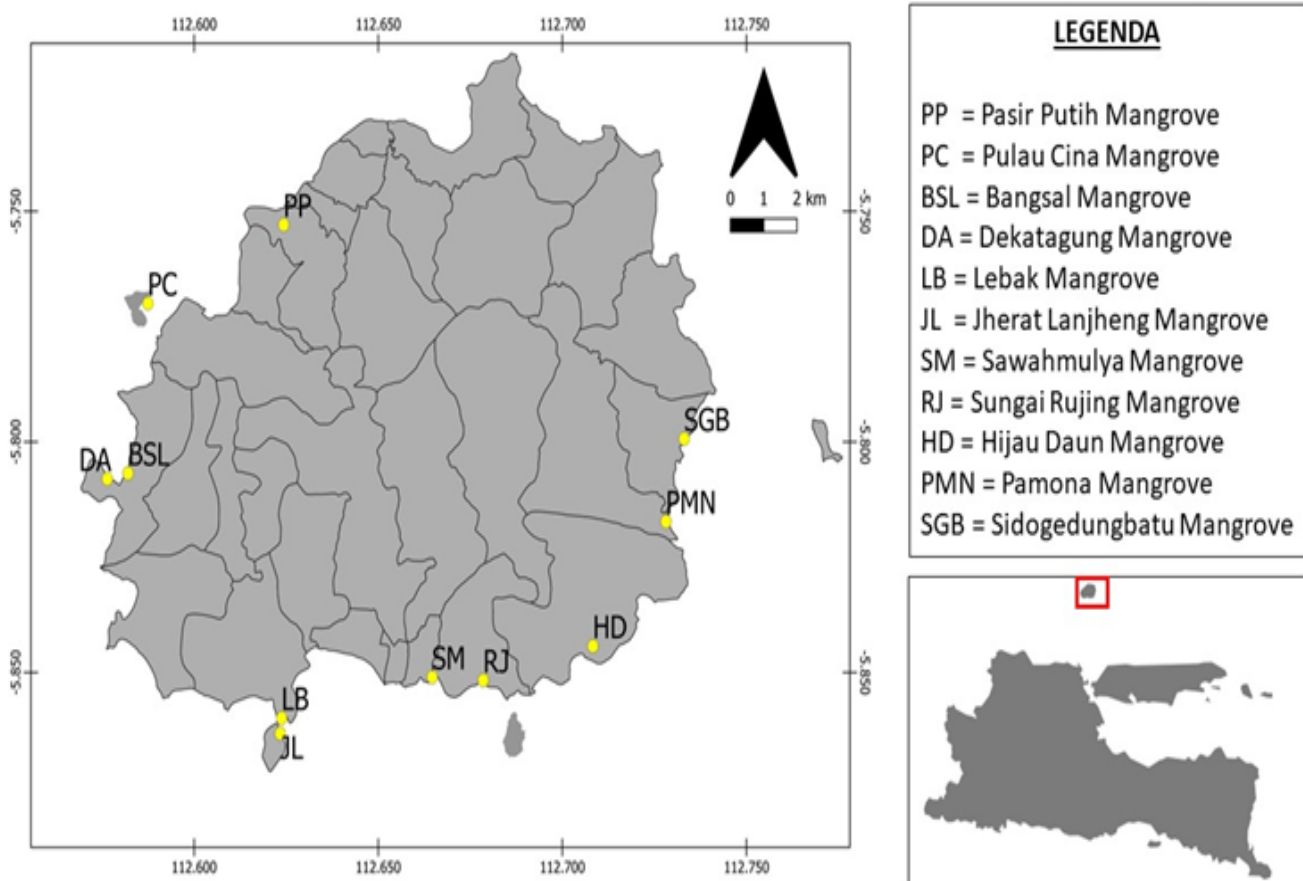 112.600 112.650 112.700 112.750
LEGENDA
PP = Pasir Putih Mangrove
PC = Pulau Cina Mangrove
BSL = Bangsal Mangrove
DA = Dekatagung Mangrove
LB = Lebak Mangrove
JL = Jherat Lanjheng Mangrove
SM = Sawahmulya Mangrove
RJ = Sungai Rujing Mangrove
HD = Hijau Daun Mangrove
PMN = Pamona Mangrove
SGB = Sidogedungbatu Mangrove
0 1 2 km
-5.750 -5.750
PP
PC
SGB
-5.800 -5.800
DA BSL
PMN
HD
SM RJ
-5.850 -5.850
LB
JL
112.600 112.650 112.700 112.750